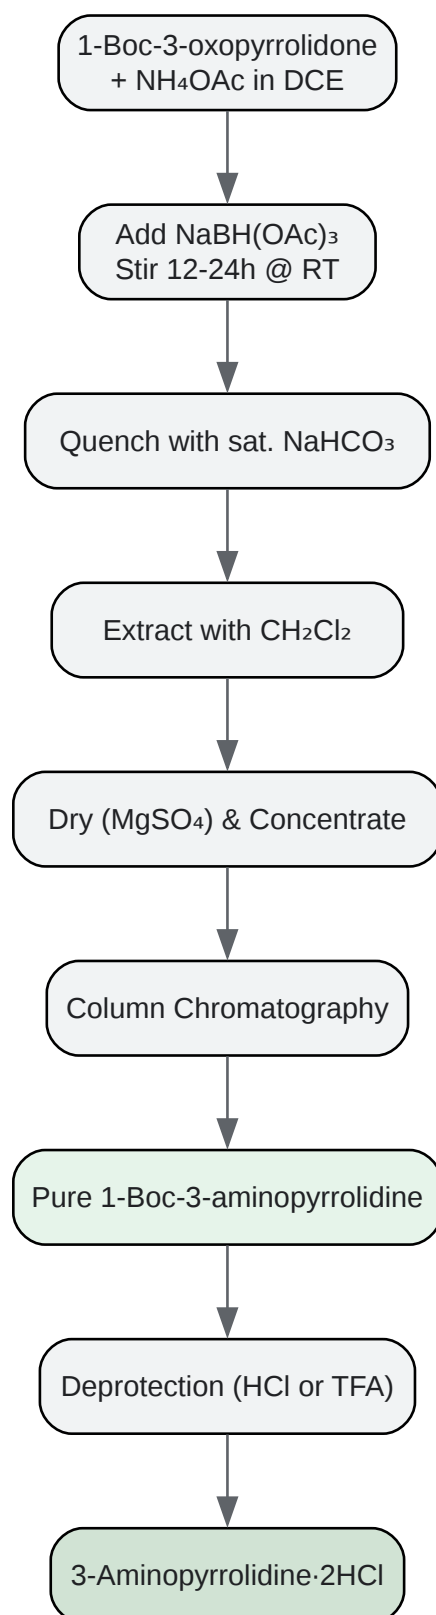 1-Boc-3-oxopyrrolidone
+ NH₄OAc in DCE
Add NaBH(OAc)₃
Stir 12-24h @ RT
Quench with sat. NaHCO₃
Extract with CH₂Cl₂
Dry (MgSO₄) & Concentrate
Column Chromatography
Pure 1-Boc-3-aminopyrrolidine
Deprotection (HCl or TFA)
3-Aminopyrrolidine·2HCl